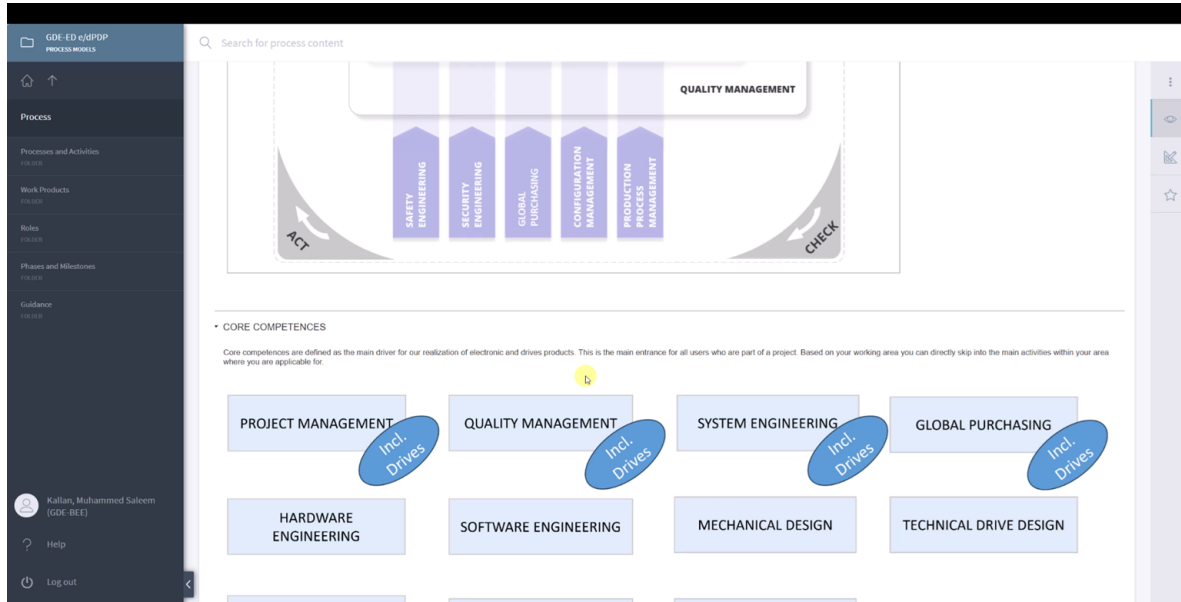 GDE-ED e/dPDP
PROCESS MODELS
Search for process content
Process
Processes and Activities
FOLDER
Work Products
FOLDER
Roles
FOLDER
Phases and Milestones
FOLDER
Guidance
FOLDER
Kallan, Muhammed Saleem
(GDE-BEE)
Help
Log out
QUALITY MANAGEMENT
SAFETY
ENGINEERING
SECURITY
ENGINEERING
GLOBAL
PURCHASING
CONFIGURATION
MANAGEMENT
PRODUCTION
PROCESS
MANAGEMENT
ACT
CHECK
CORE COMPETENCES
Core competences are defined as the main driver for our realization of electronic and drives products. This is the main entrance for all users who are part of a project. Based on your working area you can directly skip into the main activities within your area
where you are applicable for.
PROJECT MANAGEMENT
Incl.
Drives
QUALITY MANAGEMENT
Incl.
Drives
SYSTEM ENGINEERING
Incl.
Drives
GLOBAL PURCHASING
Incl.
Drives
HARDWARE
ENGINEERING
SOFTWARE ENGINEERING
MECHANICAL DESIGN
TECHNICAL DRIVE DESIGN